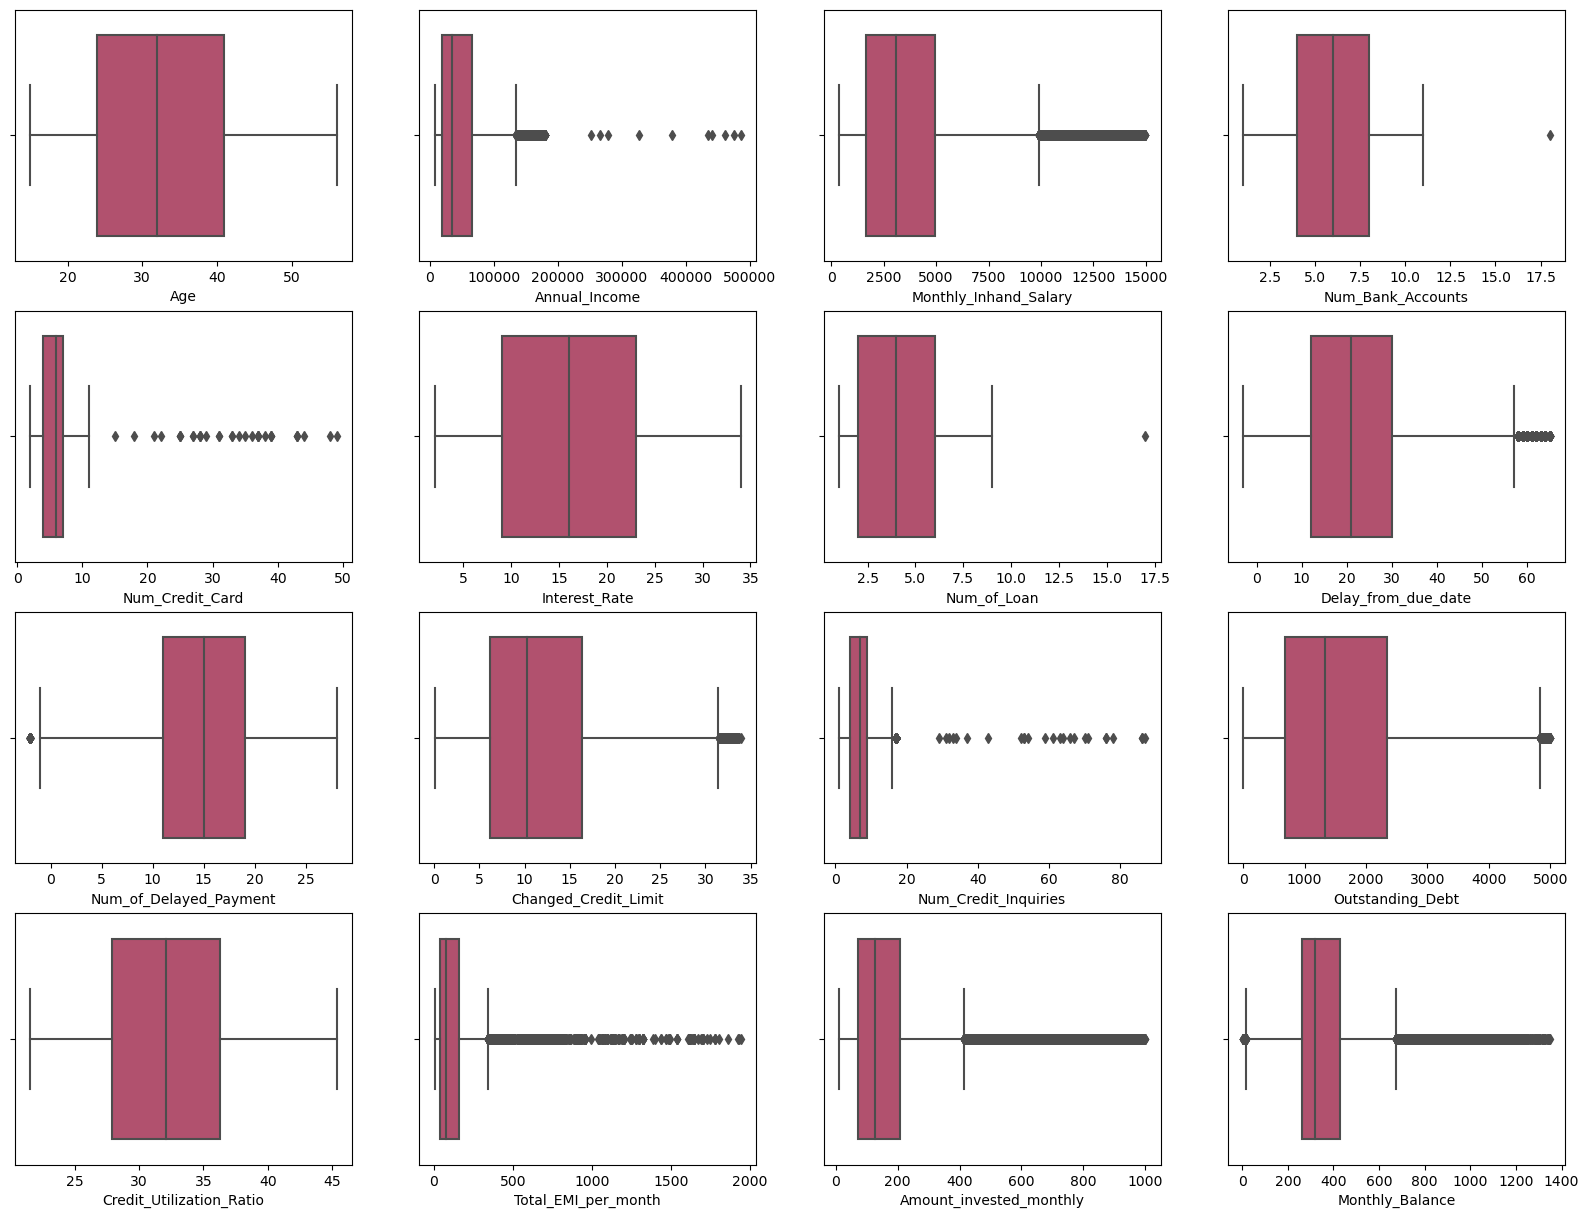 20 30 40 50
Age
0 100000 200000 300000 400000 500000
Annual_Income
0 2500 5000 7500 10000 12500 15000
Monthly_Inhand_Salary
2.5 5.0 7.5 10.0 12.5 15.0 17.5
Num_Bank_Accounts
0 10 20 30 40 50
Num_Credit_Card
5 10 15 20 25 30 35
Interest_Rate
2.5 5.0 7.5 10.0 12.5 15.0 17.5
Num_of_Loan
0 10 20 30 40 50 60
Delay_from_due_date
0 5 10 15 20 25
Num_of_Delayed_Payment
0 5 10 15 20 25 30 35
Changed_Credit_Limit
0 20 40 60 80
Num_Credit_Inquiries
0 1000 2000 3000 4000 5000
Outstanding_Debt
25 30 35 40 45
Credit_Utilization_Ratio
0 500 1000 1500 2000
Total_EMI_per_month
0 200 400 600 800 1000
Amount_invested_monthly
0 200 400 600 800 1000 1200 1400
Monthly_Balance